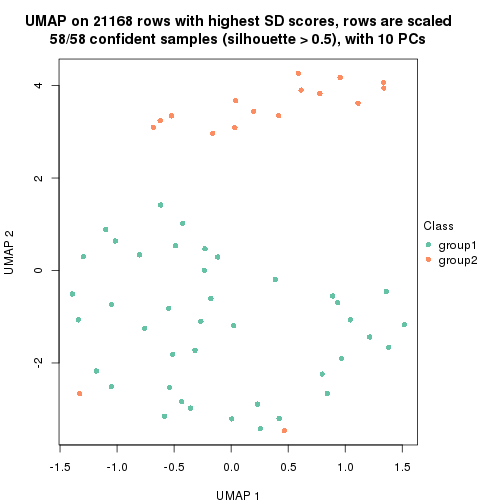 UMAP on 21168 rows with highest SD scores, rows are scaled
58/58 confident samples (silhouette > 0.5), with 10 PCs
4
2
0
-2
UMAP 2
Class
group1
group2
-1.5 -1.0 -0.5 0.0 0.5 1.0 1.5
UMAP 1